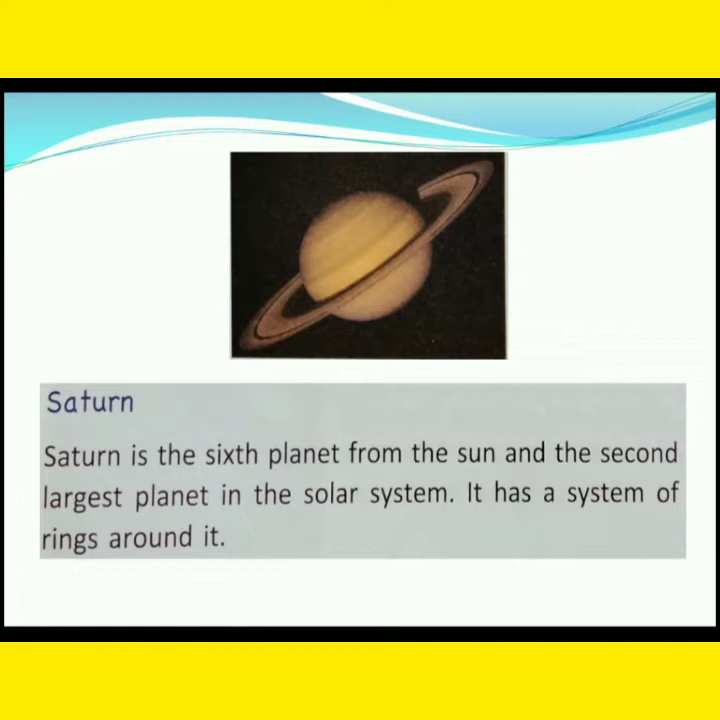 Saturn
Saturn is the sixth planet from the sun and the second
largest planet in the solar system. It has a system of
rings around it.